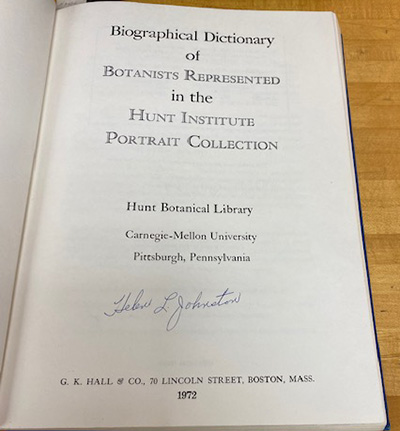 Biographical Dictionary
of
BOTANISTS REPRESENTED
in the
HUNT INSTITUTE
PORTRAIT COLLECTION
Hunt Botanical Library
Carnegie-Mellon University
Pittsburgh, Pennsylvania
Helen L. Johnston
G. K. HALL & CO., 70 LINCOLN STREET, BOSTON, MASS.
1972